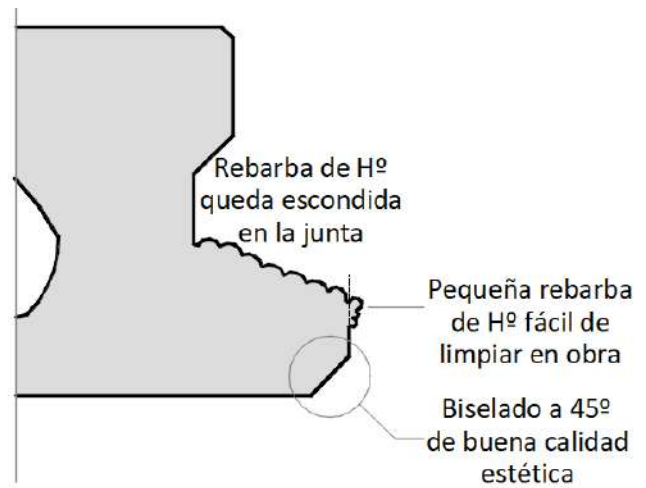 Rebarba de Hº
queda escondida
en la junta
Pequeña rebarba
de Hº fácil de
limpiar en obra
Biselado a 45º
de buena calidad
estética